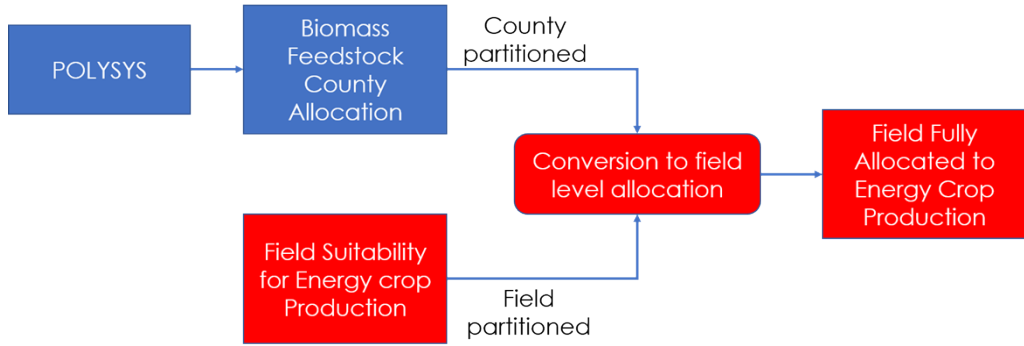 POLYSYS
Biomass
Feedstock
County
Allocation
County
partitioned
Conversion to field
level allocation
Field Fully
Allocated to
Energy Crop
Production
Field Suitability
for Energy crop
Production
Field
partitioned